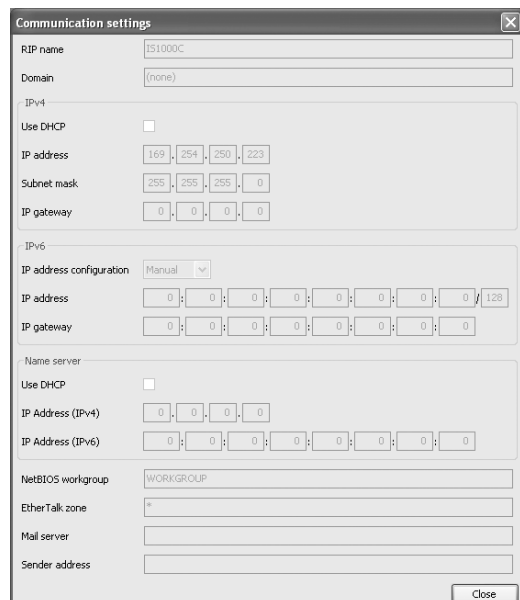 Communication settings
RIP name IS1000C
Domain (none)
IPv4
Use DHCP
IP address 169 . 254 . 250 . 223
Subnet mask 255 . 255 . 255 . 0
IP gateway 0 . 0 . 0 . 0
IPv6
IP address configuration Manual
IP address 0 : 0 : 0 : 0 : 0 : 0 : 0 : 0 / 128
IP gateway 0 : 0 : 0 : 0 : 0 : 0 : 0 : 0
Name server
Use DHCP
IP Address (IPv4) 0 . 0 . 0 . 0
IP Address (IPv6) 0 : 0 : 0 : 0 : 0 : 0 : 0 : 0
NetBIOS workgroup WORKGROUP
EtherTalk zone *
Mail server
Sender address
Close